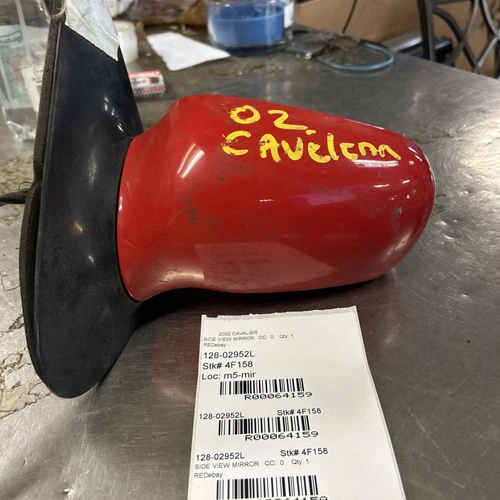 02
CAVelerr
2002 CAVALIER
SIDE VIEW MIRROR CC: 0 Qty: 1
REDebay
128-02952L
Stk# 4F158
Loc: m5-mir
R00064159
128-02952L Stk# 4F158
R00064159
128-02952L Stk# 4F158
SIDE VIEW MIRROR CC: 0 Qty: 1
REDebay